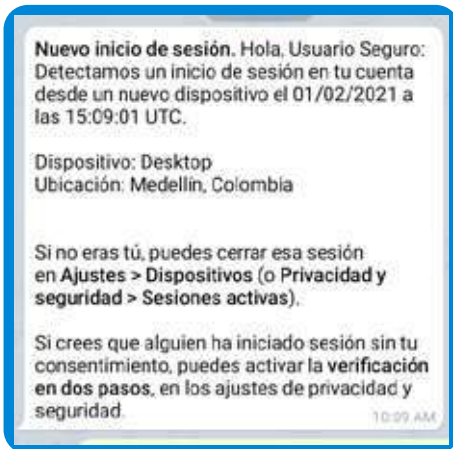 Nuevo inicio de sesión. Hola, Usuario Seguro:
Detectamos un inicio de sesión en tu cuenta
desde un nuevo dispositivo el 01/02/2021 a
las 15:09:01 UTC.
Dispositivo: Desktop
Ubicación: Medellín, Colombia
Si no eras tú, puedes cerrar esa sesión
en Ajustes > Dispositivos (o Privacidad y
seguridad > Sesiones activas).
Si crees que alguien ha iniciado sesión sin tu
consentimiento, puedes activar la verificación
en dos pasos, en los ajustes de privacidad y
seguridad.
10:09 AM